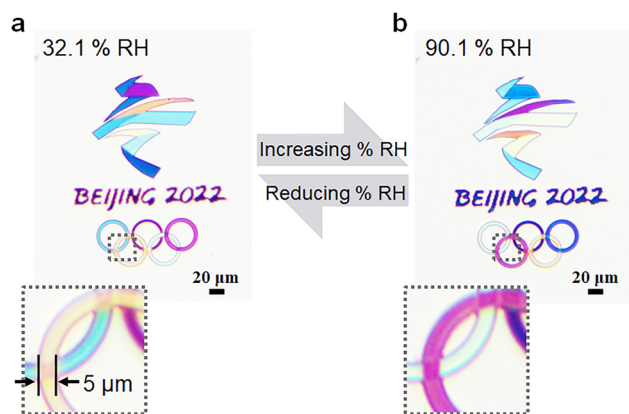 a
32.1 % RH
BEIJING 2022
20 μm
5 μm
Increasing % RH
Reducing % RH
b
90.1 % RH
BEIJING 2022
20 μm